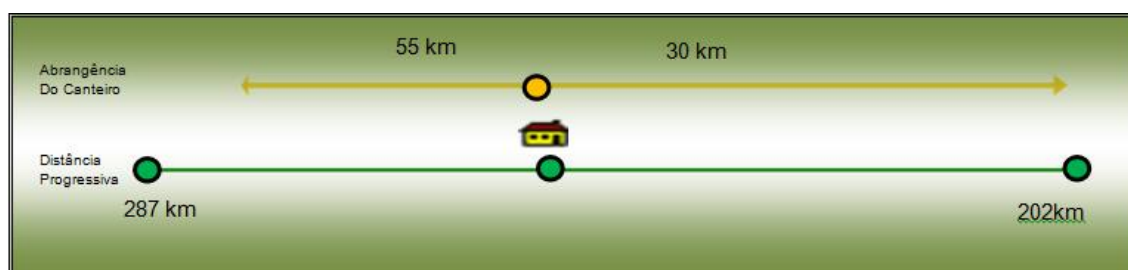 55 km
30 km
Abrangência
Do Canteiro
Distância
Progressiva
287 km
202km